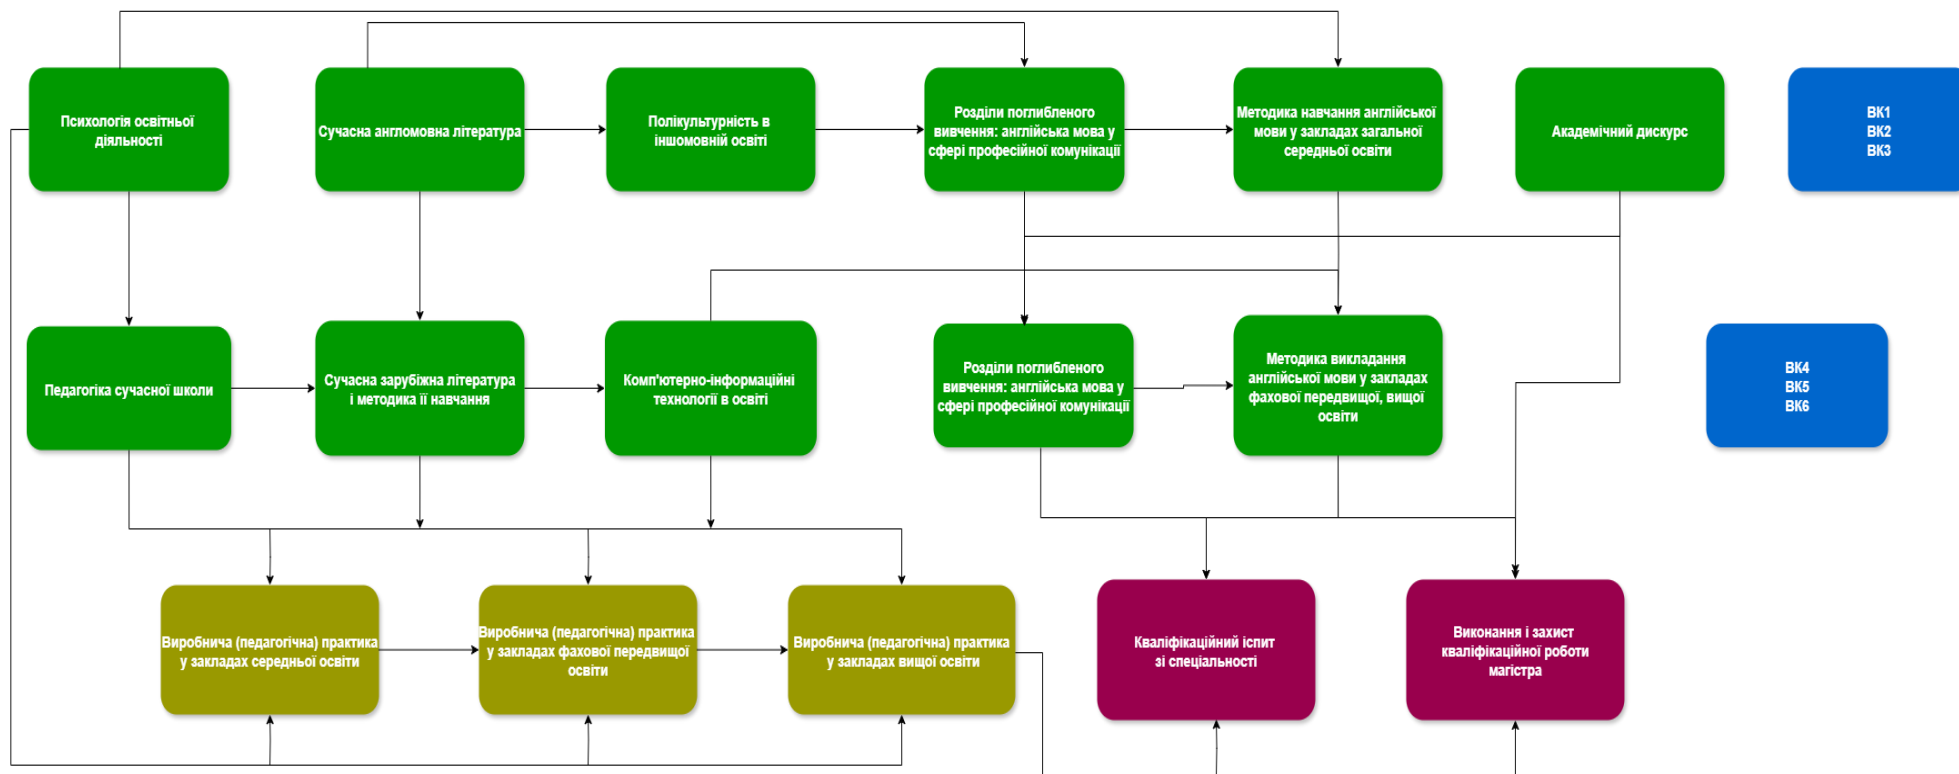 Психологія освітньої
діяльності
Сучасна англомовна література
Полікультурність в
іншомовній освіті
Розділи поглибленого
вивчення: англійська мова у
сфері професійної комунікації
Методика навчання англійської
мови у закладах загальної
середньої освіти
Академічний дискурс
ВК1
ВК2
ВК3
Педагогіка сучасної школи
Сучасна зарубіжна література
і методика її навчання
Комп'ютерно-інформаційні
технології в освіті
Розділи поглибленого
вивчення: англійська мова у
сфері професійної комунікації
Методика викладання
англійської мови у закладах
фахової передвищої, вищої
освіти
ВК4
ВК5
ВК6
Виробнича (педагогічна) практика
у закладах середньої освіти
Виробнича (педагогічна) практика
у закладах фахової передвищої
освіти
Виробнича (педагогічна) практика
у закладах вищої освіти
Кваліфікаційний іспит
зі спеціальності
Виконання і захист
кваліфікаційної роботи
магістра